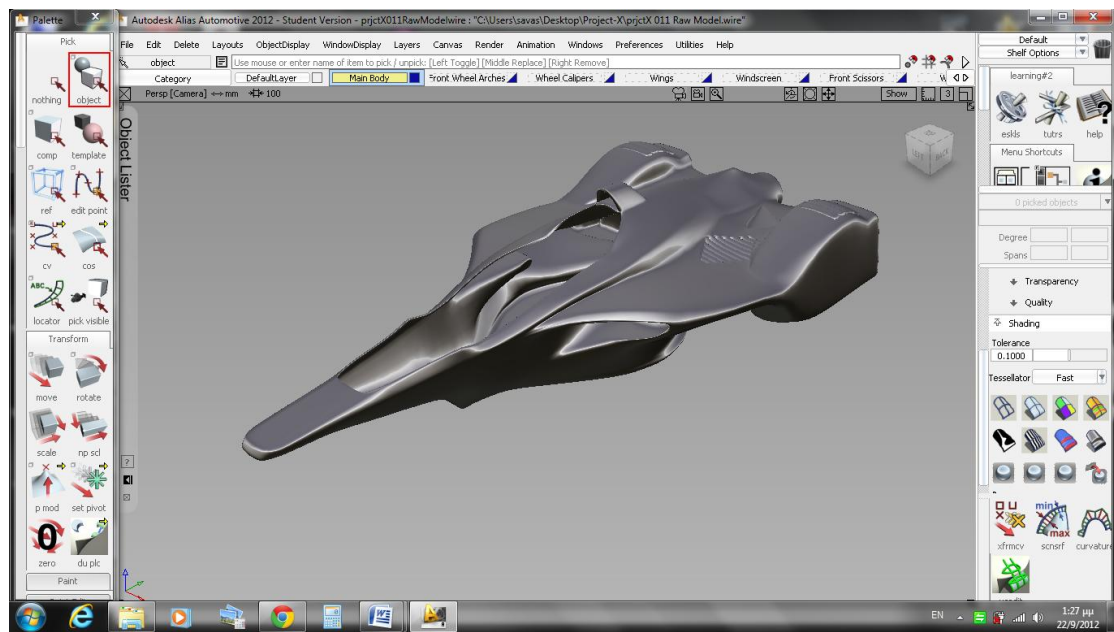 Palette
Autodesk Alias Automotive 2012 - Student Version - prjctX011RawModelwire : "C:\Users\savas\Desktop\Project-X\prjctX 011 Raw Model.wire"
Pick
File Edit Delete Layouts ObjectDisplay WindowDisplay Layers Canvas Render Animation Windows Preferences Utilities Help
Default
Shelf Options
object
Use mouse or enter name of item to pick / unpick: [Left Toggle] [Middle Replace] [Right Remove]
Category DefaultLayer Main Body Front Wheel Arches Wheel Calipers Wings Windscreen Front Scissors
learning#2
Persp [Camera] mm 100
Show
3
nothing object
Object Lister
LEFT BACK
eskls tutrs help
comp template
Menu Shortcuts
ref edit point
0 picked objects
Degree
Spans
cv cos
ABC
Transparency
Quality
locator pick visible
Shading
Transform
Tolerance
0.1000
Tessellator Fast
move rotate
scale np scl
p mod set pivot
min
max
xfrmcv scnsrf curvature
0
zero du plc
Paint
EN
1:27 μμ
22/9/2012